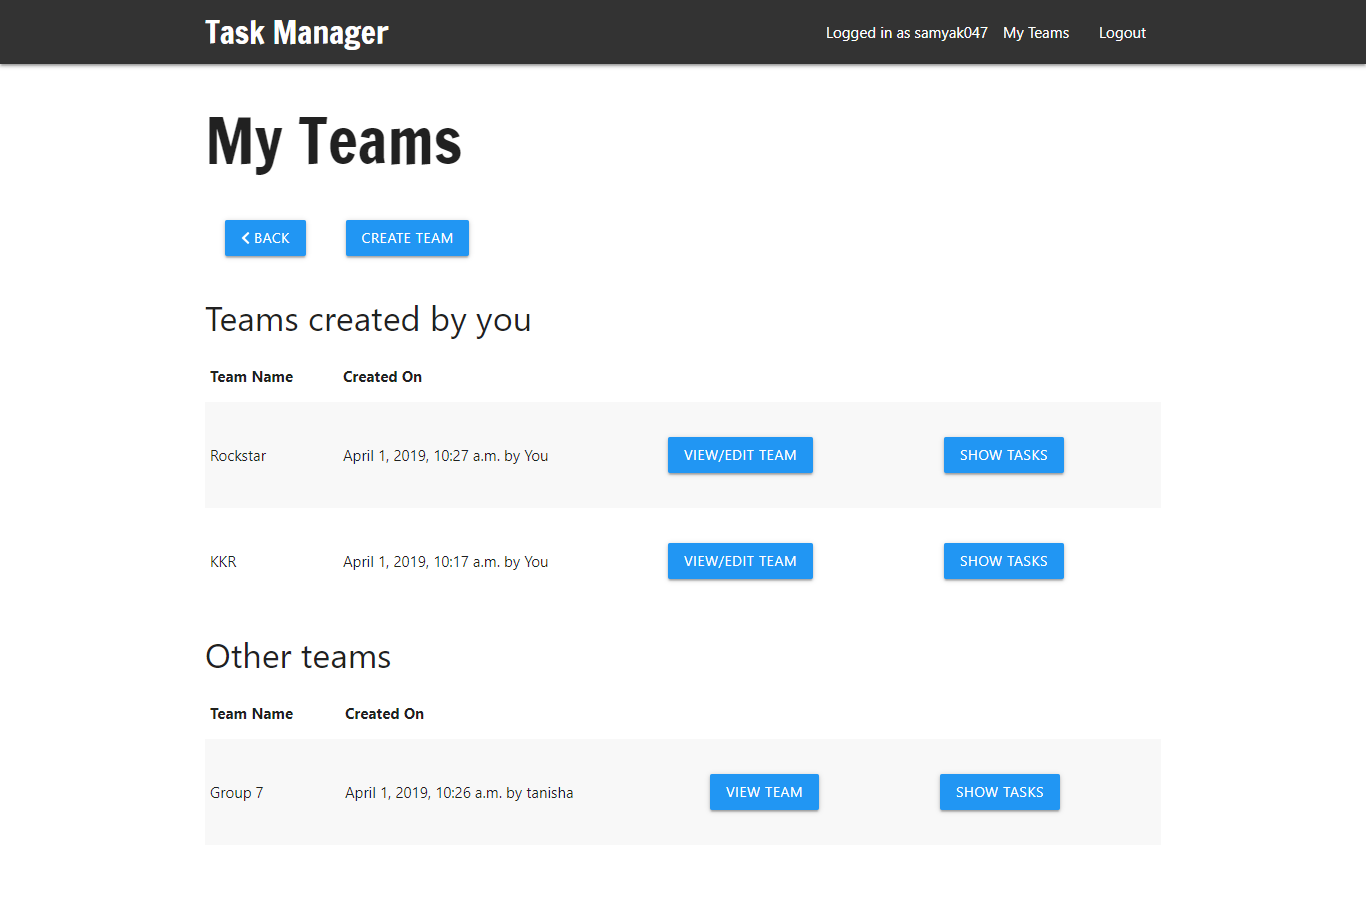 Task Manager
Logged in as samyak047 My Teams Logout
My Teams
BACK CREATE TEAM
Teams created by you
Team Name Created On
Rockstar April 1, 2019, 10:27 a.m. by You VIEW/EDIT TEAM SHOW TASKS
KKR April 1, 2019, 10:17 a.m. by You VIEW/EDIT TEAM SHOW TASKS
Other teams
Team Name Created On
Group 7 April 1, 2019, 10:26 a.m. by tanisha VIEW TEAM SHOW TASKS